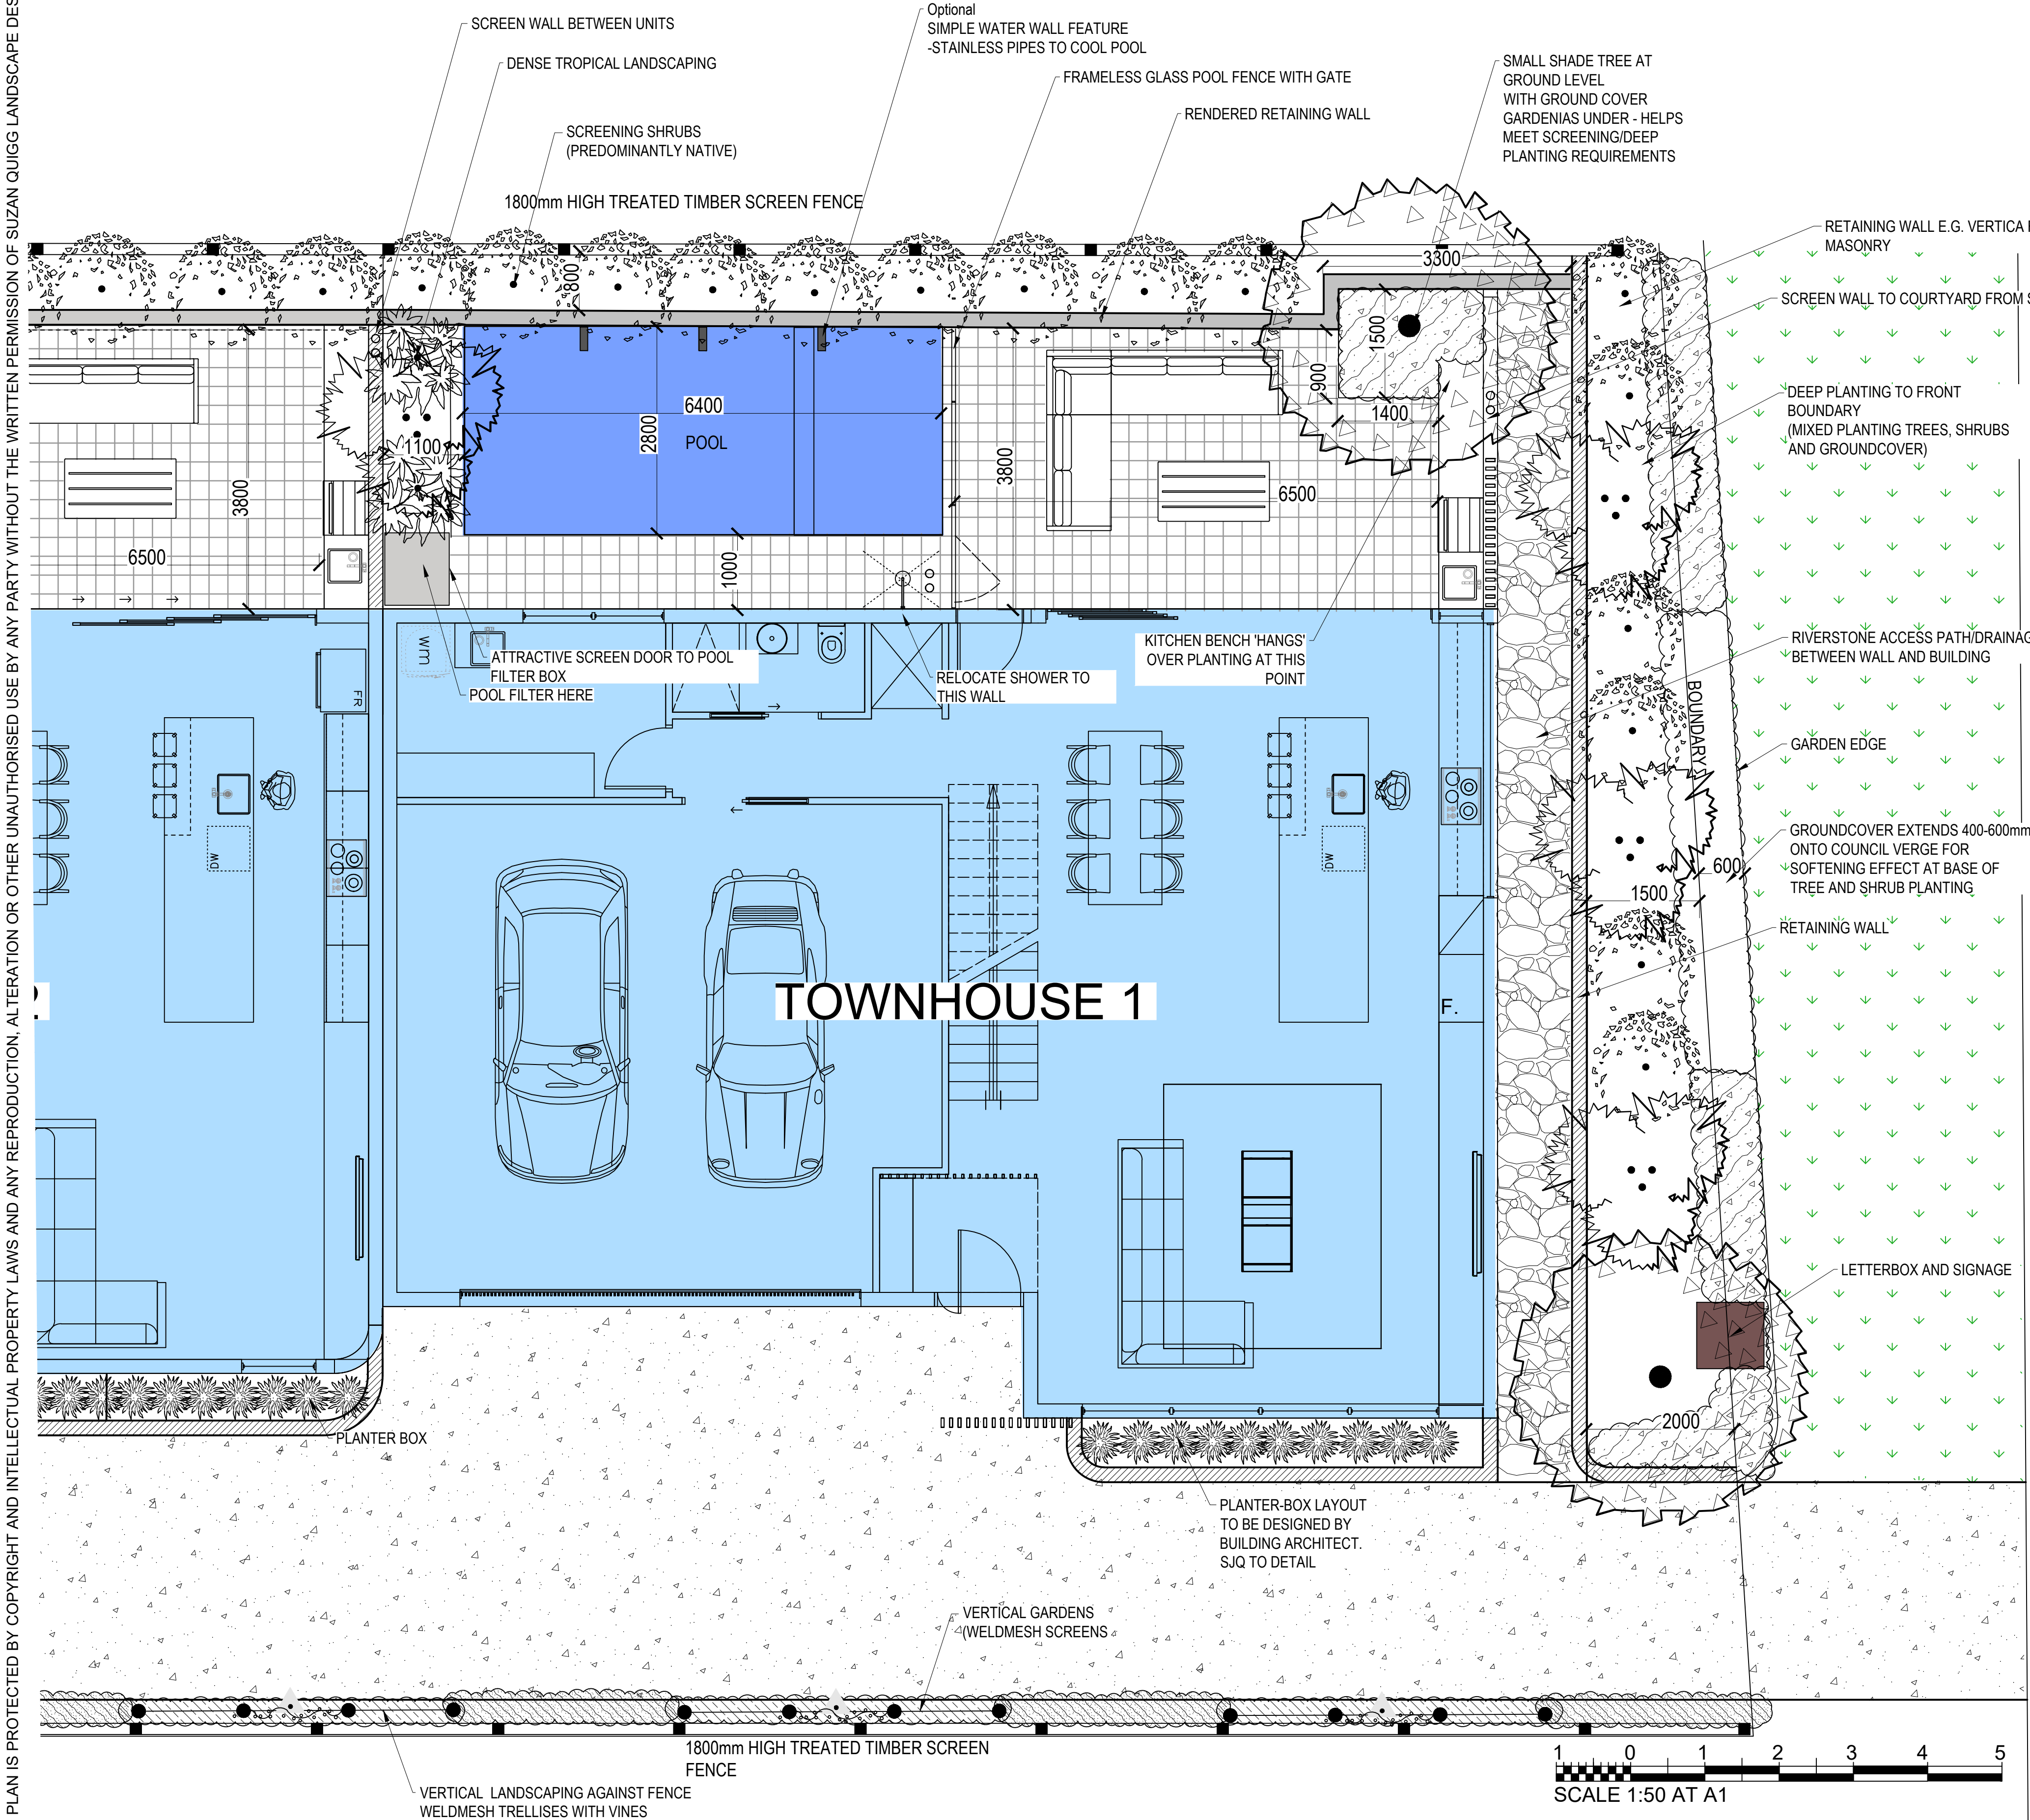 PLAN IS PROTECTED BY COPYRIGHT AND INTELLECTUAL PROPERTY LAWS AND ANY REPRODUCTION, ALTERATION OR OTHER UNAUTHORISED USE BY ANY PARTY WITHOUT THE WRITTEN PERMISSION OF SUZAN QUIGG LANDSCAPE DES
SCREEN WALL BETWEEN UNITS
DENSE TROPICAL LANDSCAPING
SCREENING SHRUBS
(PREDOMINANTLY NATIVE)
1800mm HIGH TREATED TIMBER SCREEN FENCE
Optional
SIMPLE WATER WALL FEATURE
-STAINLESS PIPES TO COOL POOL
FRAMELESS GLASS POOL FENCE WITH GATE
RENDERED RETAINING WALL
SMALL SHADE TREE AT
GROUND LEVEL
WITH GROUND COVER
GARDENIAS UNDER - HELPS
MEET SCREENING/DEEP
PLANTING REQUIREMENTS
RETAINING WALL E.G. VERTICA
MASONRY
SCREEN WALL TO COURTYARD FROM
DEEP PLANTING TO FRONT
BOUNDARY
(MIXED PLANTING TREES, SHRUBS
AND GROUNDCOVER)
800
3300
1500
900
1400
6400
2800
POOL
1100
3800
6500
3800
6500
1000
wm
FR
ATTRACTIVE SCREEN DOOR TO POOL
FILTER BOX
POOL FILTER HERE
RELOCATE SHOWER TO
THIS WALL
KITCHEN BENCH 'HANGS'
OVER PLANTING AT THIS
POINT
RIVERSTONE ACCESS PATH/DRAINAG
BETWEEN WALL AND BUILDING
BOUNDARY
GARDEN EDGE
GROUNDCOVER EXTENDS 400-600mm
ONTO COUNCIL VERGE FOR
SOFTENING EFFECT AT BASE OF
TREE AND SHRUB PLANTING
600
1500
RETAINING WALL
DW
DW
TOWNHOUSE 1
F.
LETTERBOX AND SIGNAGE
2000
PLANTER BOX
PLANTER-BOX LAYOUT
TO BE DESIGNED BY
BUILDING ARCHITECT.
SJQ TO DETAIL
VERTICAL GARDENS
(WELDMESH SCREENS
1800mm HIGH TREATED TIMBER SCREEN
FENCE
VERTICAL LANDSCAPING AGAINST FENCE
WELDMESH TRELLISES WITH VINES
1 0 1 2 3 4 5
SCALE 1:50 AT A1